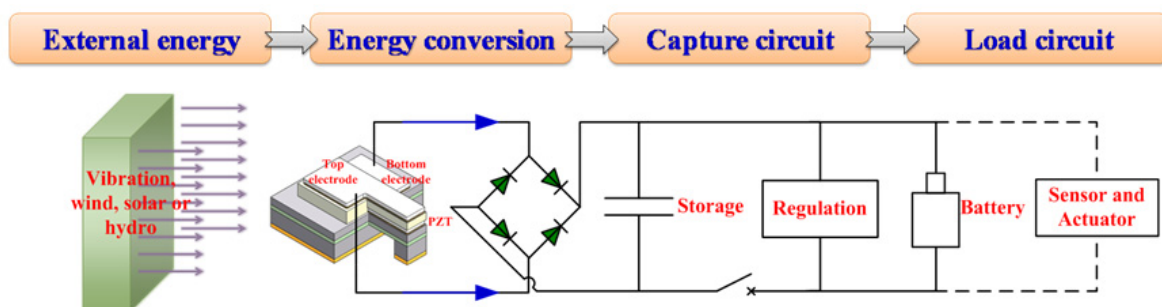 External energy
Energy conversion
Capture circuit
Load circuit
Vibration,
wind, solar or
hydro
Top
electrode
Bottom
electrode
PZT
Storage
Regulation
Battery
Sensor and
Actuator